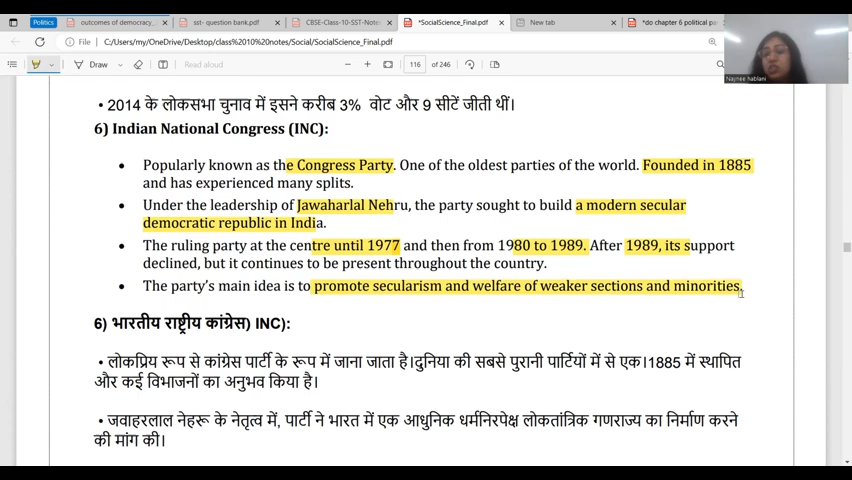 Politics
outcomes of democracy
sst- question bank.pdf
CBSE-Class-10-SST-Notes
*SocialScience_Final.pdf
New tab
*do chapter 6 political pa
File
C:/Users/my/OneDrive/Desktop/class%2010%20notes/Social/SocialScience_Final.pdf
Draw
Read aloud
116 of 246
Naynee hablani
• 2014 के लोकसभा चुनाव में इसने करीब 3% वोट और 9 सीटें जीती थीं।
6) Indian National Congress (INC):
• Popularly known as the Congress Party. One of the oldest parties of the world. Founded in 1885
and has experienced many splits.
• Under the leadership of Jawaharlal Nehru, the party sought to build a modern secular
democratic republic in India.
• The ruling party at the centre until 1977 and then from 1980 to 1989. After 1989, its support
declined, but it continues to be present throughout the country.
• The party's main idea is to promote secularism and welfare of weaker sections and minorities.
6) भारतीय राष्ट्रीय कांग्रेस) INC):
• लोकप्रिय रूप से कांग्रेस पार्टी के रूप में जाना जाता है।दुनिया की सबसे पुरानी पार्टियों में से एक।1885 में स्थापित
और कई विभाजनों का अनुभव किया है।
• जवाहरलाल नेहरू के नेतृत्व में, पार्टी ने भारत में एक आधुनिक धर्मनिरपेक्ष लोकतांत्रिक गणराज्य का निर्माण करने
की मांग की।